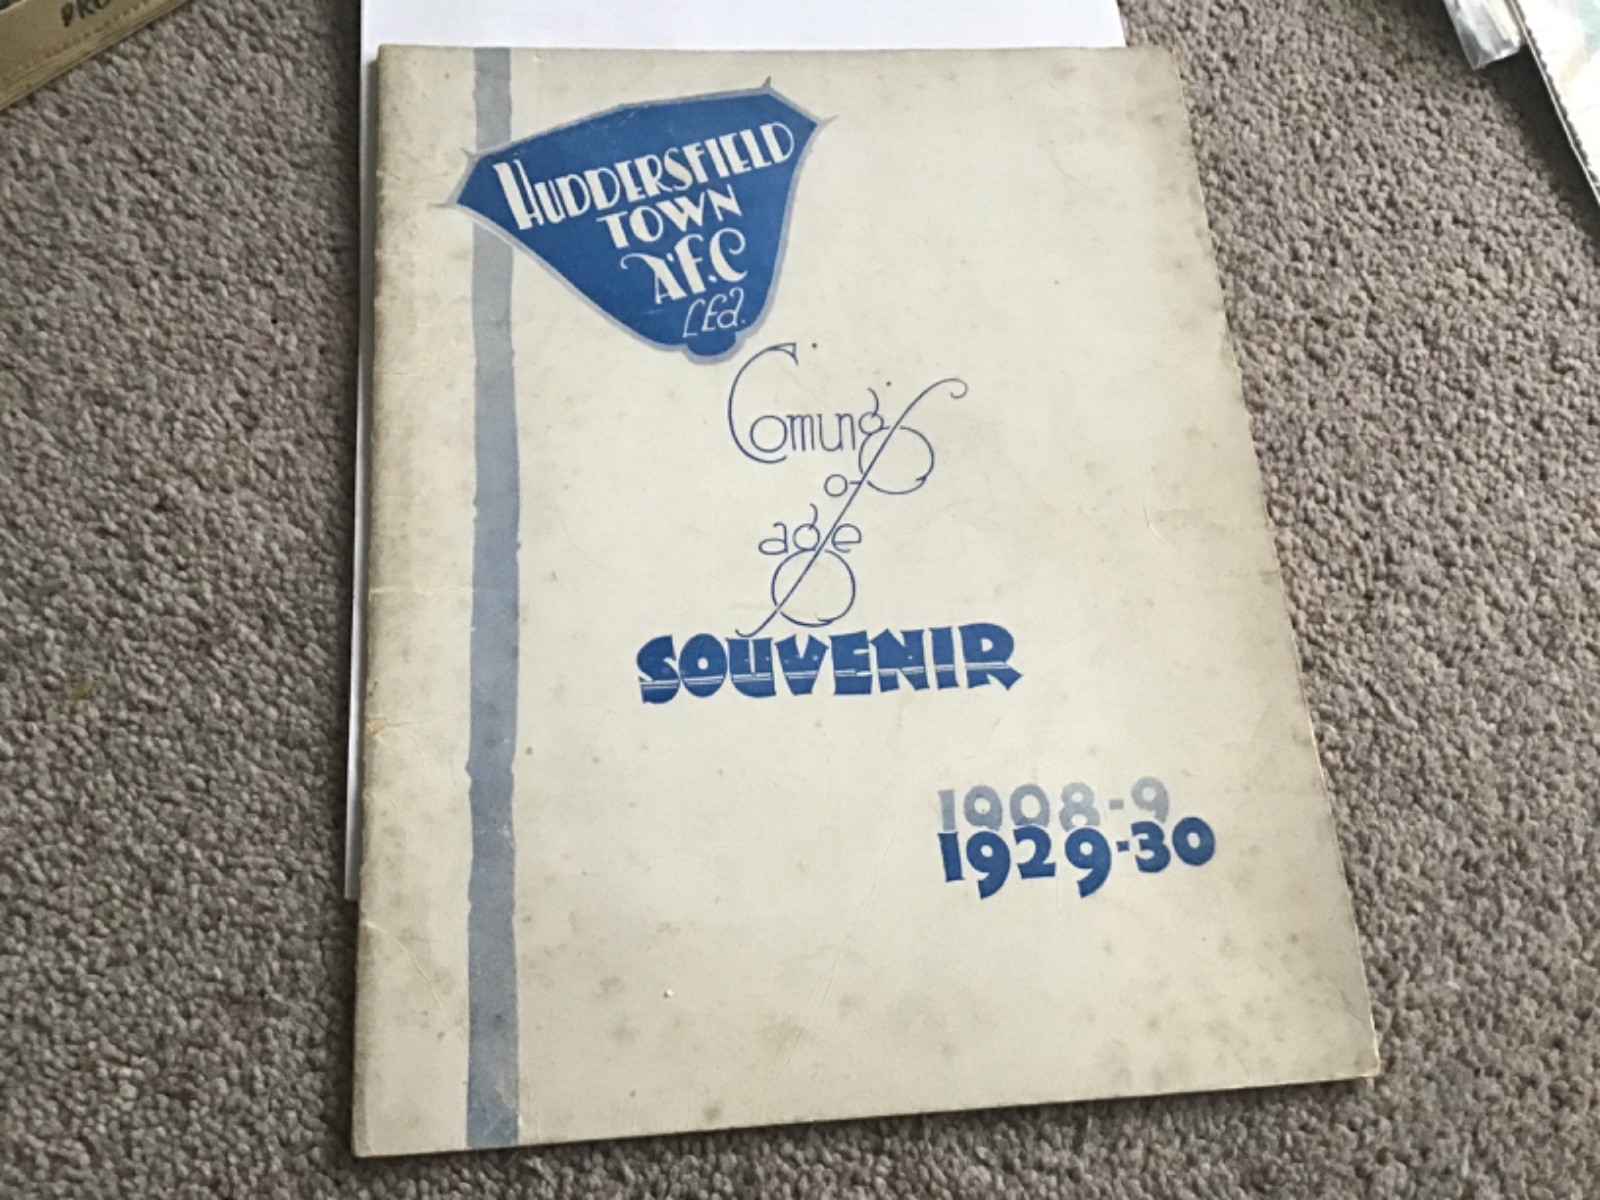 HUDDERSFIELD
TOWN
A.F.C
Ltd.
Coming
of
age
SOUVENIR
1908-9
1929-30